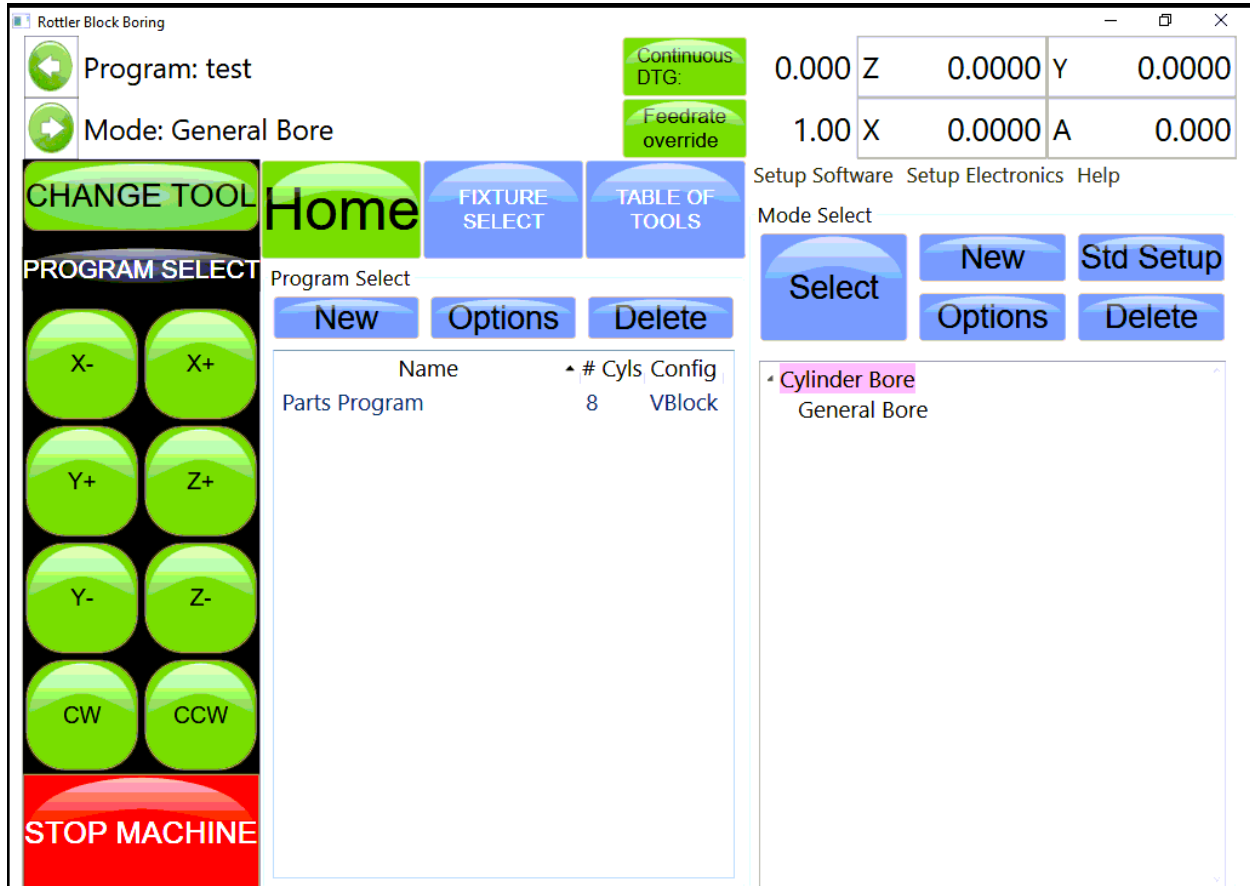 Rottler Block Boring
Program: test
Continuous DTG:
0.000 Z 0.0000 Y 0.0000
Mode: General Bore
Feedrate override
1.00 X 0.0000 A 0.000
CHANGE TOOL
Home
FIXTURE SELECT
TABLE OF TOOLS
Setup Software Setup Electronics Help
Mode Select
PROGRAM SELECT
Program Select
Select
New
Std Setup
New
Options
Delete
Options
Delete
Name # Cyls Config
Parts Program 8 VBlock
Cylinder Bore
General Bore
X- X+
Y+ Z+
Y- Z-
CW CCW
STOP MACHINE